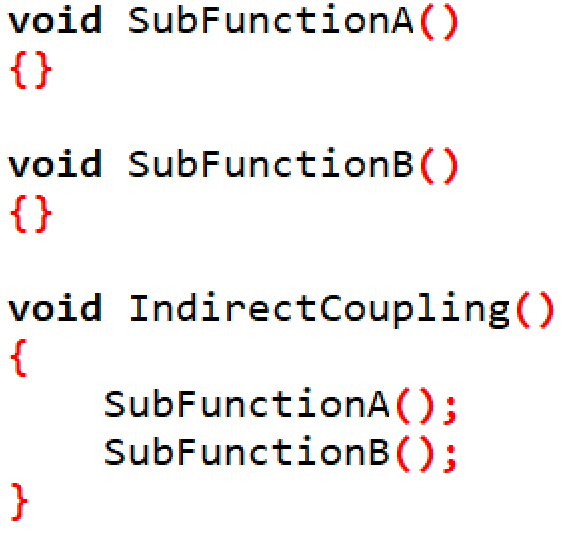 void SubFunctionA()
{}
void SubFunctionB()
{}
void IndirectCoupling()
{
    SubFunctionA();
    SubFunctionB();
}